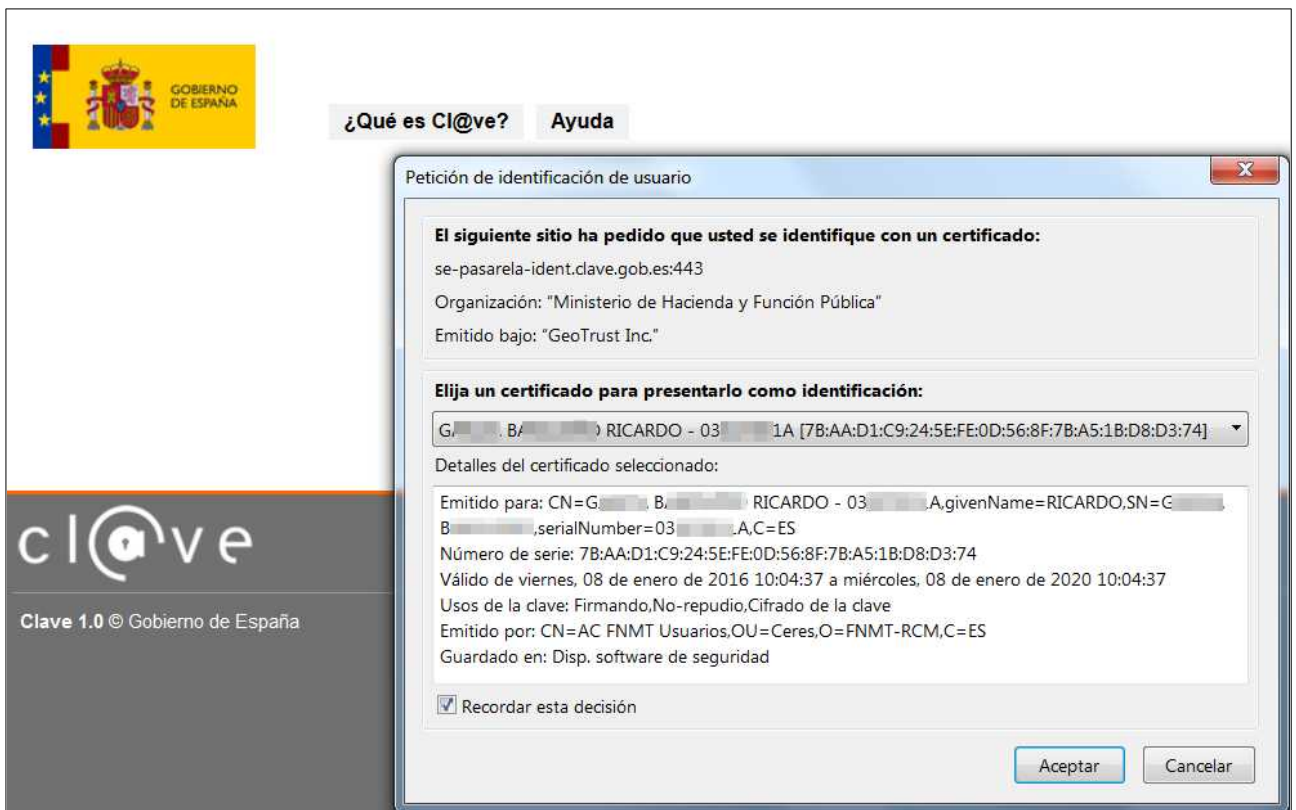 GOBIERNO
DE ESPAÑA
¿Qué es Cl@ve? Ayuda
Petición de identificación de usuario
El siguiente sitio ha pedido que usted se identifique con un certificado:
se-pasarela-ident.clave.gob.es:443
Organización: "Ministerio de Hacienda y Función Pública"
Emitido bajo: "GeoTrust Inc."
Elija un certificado para presentarlo como identificación:
RICARDO - 03 1A [7B:AA:D1:C9:24:5E:FE:0D:56:8F:7B:A5:1B:D8:D3:74]
Detalles del certificado seleccionado:
Emitido para: CN=G RICARDO - 03 A,givenName=RICARDO,SN=G
B ,serialNumber=03 A,C=ES
Número de serie: 7B:AA:D1:C9:24:5E:FE:0D:56:8F:7B:A5:1B:D8:D3:74
Válido de viernes, 08 de enero de 2016 10:04:37 a miércoles, 08 de enero de 2020 10:04:37
Usos de la clave: Firmando,No-repudio,Cifrado de la clave
Emitido por: CN=AC FNMT Usuarios,OU=Ceres,O=FNMT-RCM,C=ES
Guardado en: Disp. software de seguridad
Recordar esta decisión
Aceptar Cancelar
cl@ve
Clave 1.0 © Gobierno de España